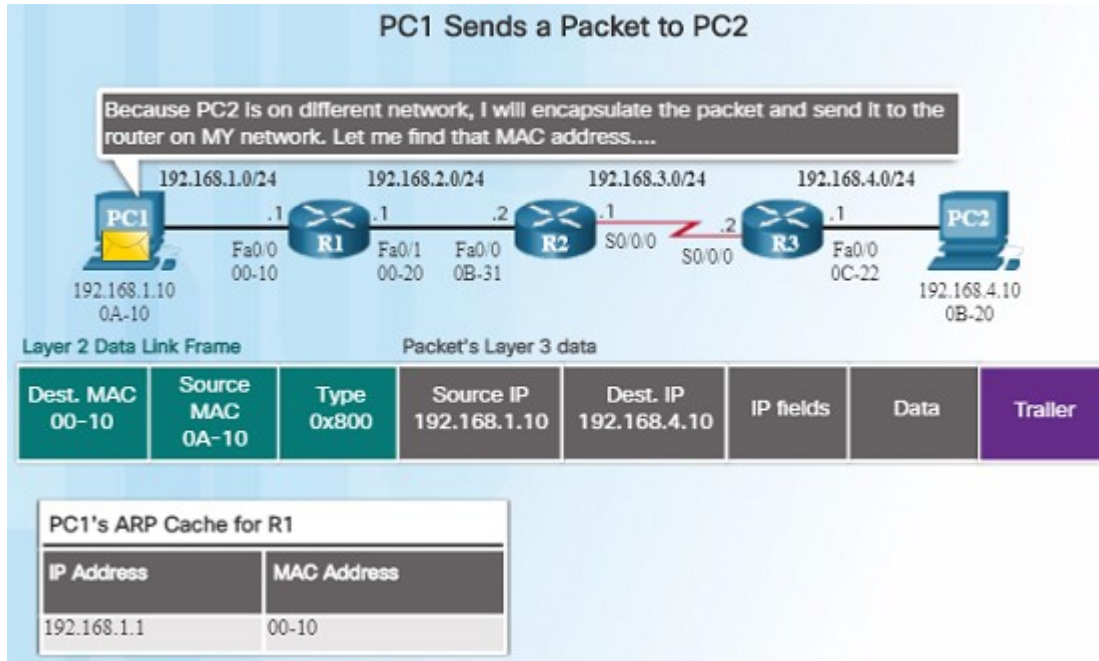 PC1 Sends a Packet to PC2
Because PC2 is on different network, I will encapsulate the packet and send it to the
router on MY network. Let me find that MAC address....
192.168.1.0/24 192.168.2.0/24 192.168.3.0/24 192.168.4.0/24
PC1 .1 R1 .1 .2 R2 .1 .2 R3 .1 PC2
Fa0/0 Fa0/1 Fa0/0 S0/0/0 S0/0/0 Fa0/0
00-10 00-20 0B-31 0C-22
192.168.1.10 192.168.4.10
0A-10 0B-20
Layer 2 Data Link Frame Packet's Layer 3 data
Dest. MAC
00-10
Source
MAC
0A-10
Type
0x800
Source IP
192.168.1.10
Dest. IP
192.168.4.10
IP fields
Data
Traller
PC1's ARP Cache for R1
IP Address MAC Address
192.168.1.1 00-10